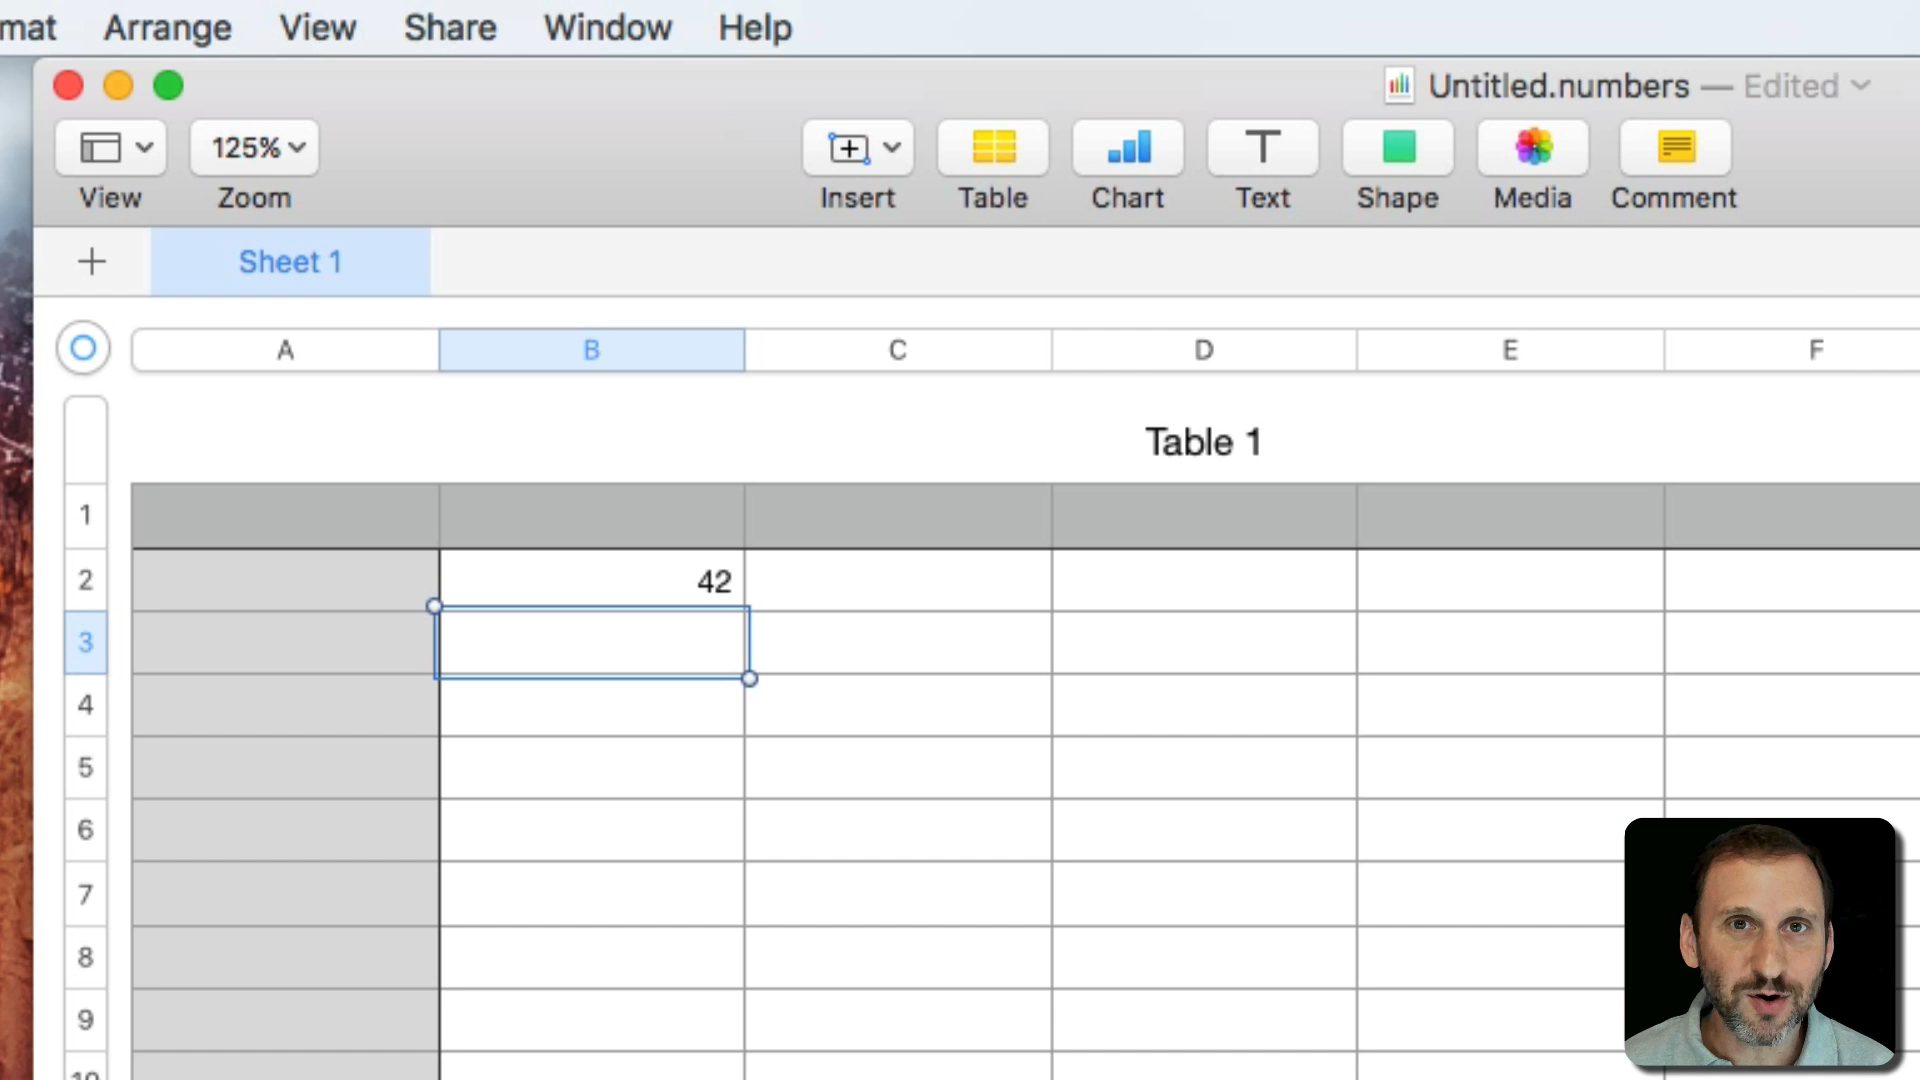 mat Arrange View Share Window Help
Untitled.numbers — Edited
125%
View Zoom Insert Table Chart Text Shape Media Comment
+ Sheet 1
A B C D E F
Table 1
1
2 42
3
4
5
6
7
8
9
10